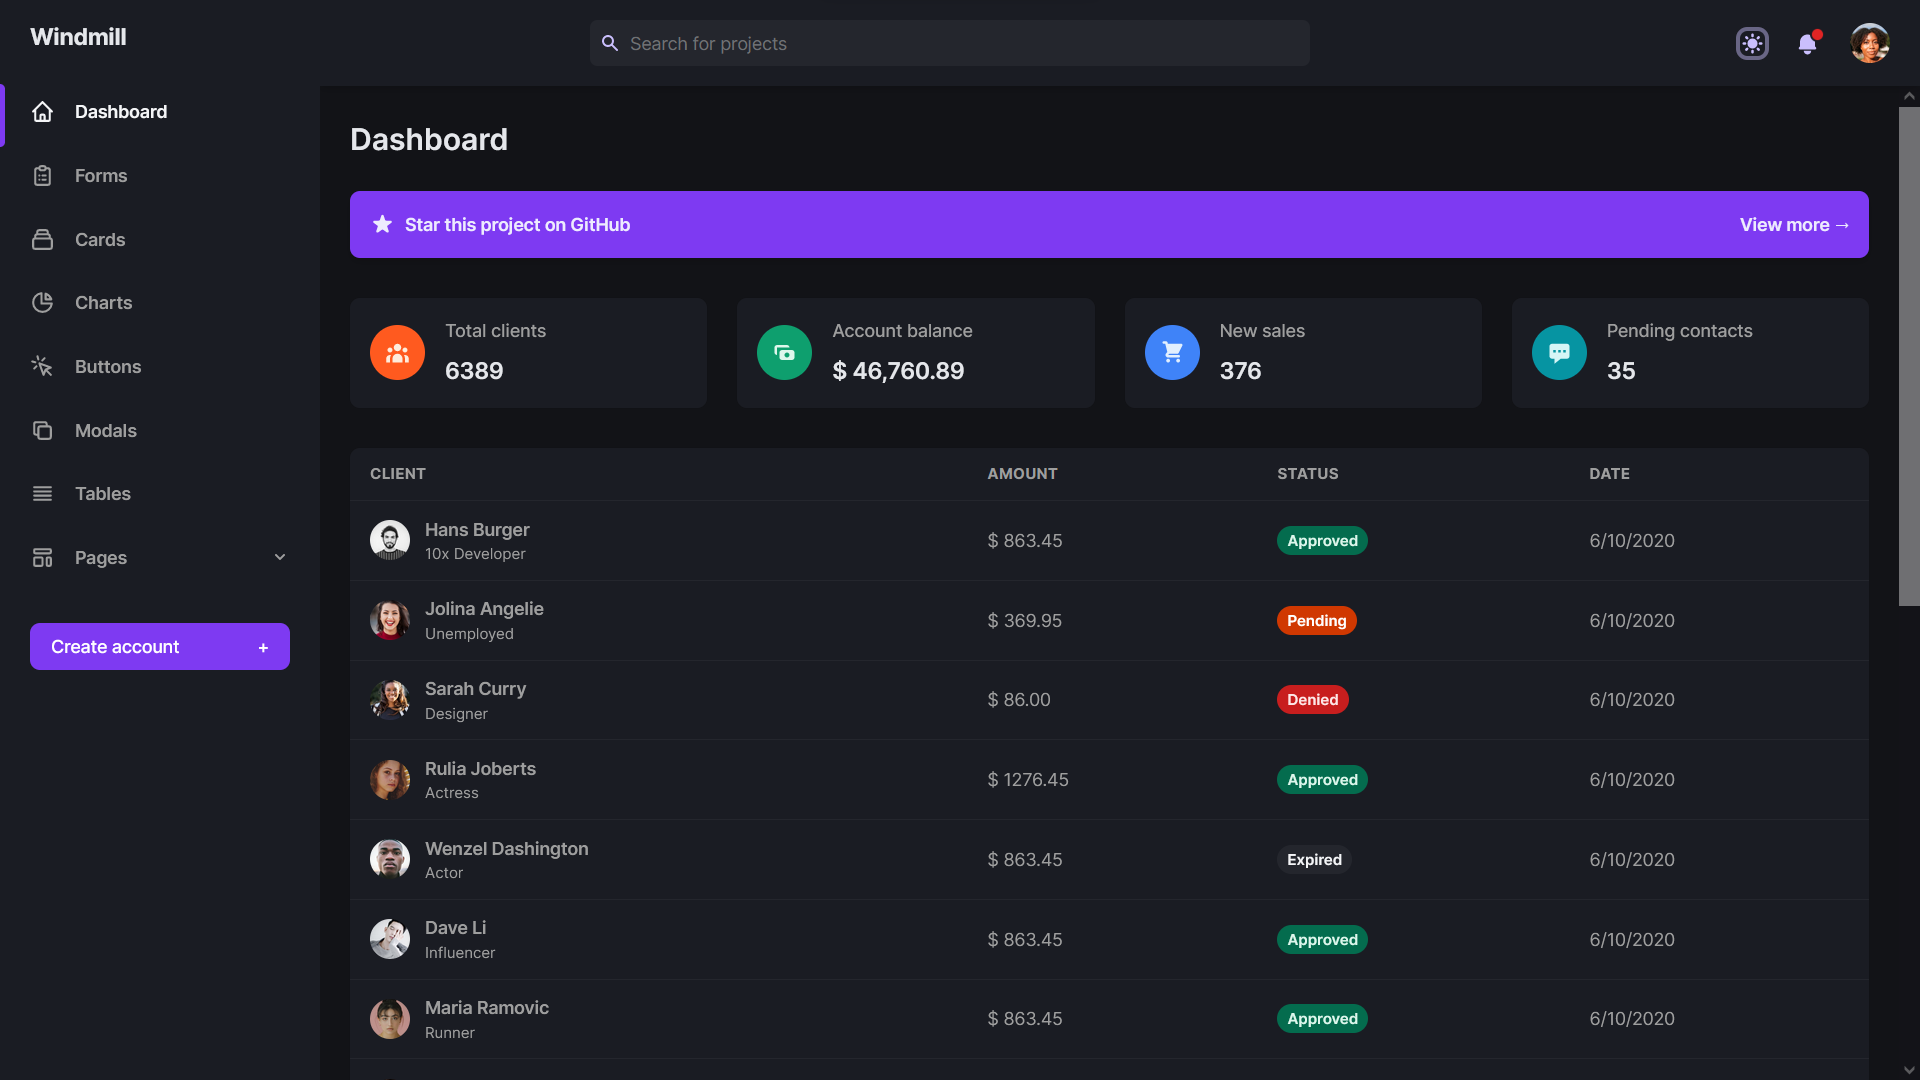 Windmill
Search for projects
Dashboard
Forms
Cards
Charts
Buttons
Modals
Tables
Pages
Create account +
Dashboard
Star this project on GitHub View more →
Total clients
6389
Account balance
$ 46,760.89
New sales
376
Pending contacts
35
CLIENT AMOUNT STATUS DATE
Hans Burger
10x Developer
$ 863.45 Approved 6/10/2020
Jolina Angelie
Unemployed
$ 369.95 Pending 6/10/2020
Sarah Curry
Designer
$ 86.00 Denied 6/10/2020
Rulia Joberts
Actress
$ 1276.45 Approved 6/10/2020
Wenzel Dashington
Actor
$ 863.45 Expired 6/10/2020
Dave Li
Influencer
$ 863.45 Approved 6/10/2020
Maria Ramovic
Runner
$ 863.45 Approved 6/10/2020